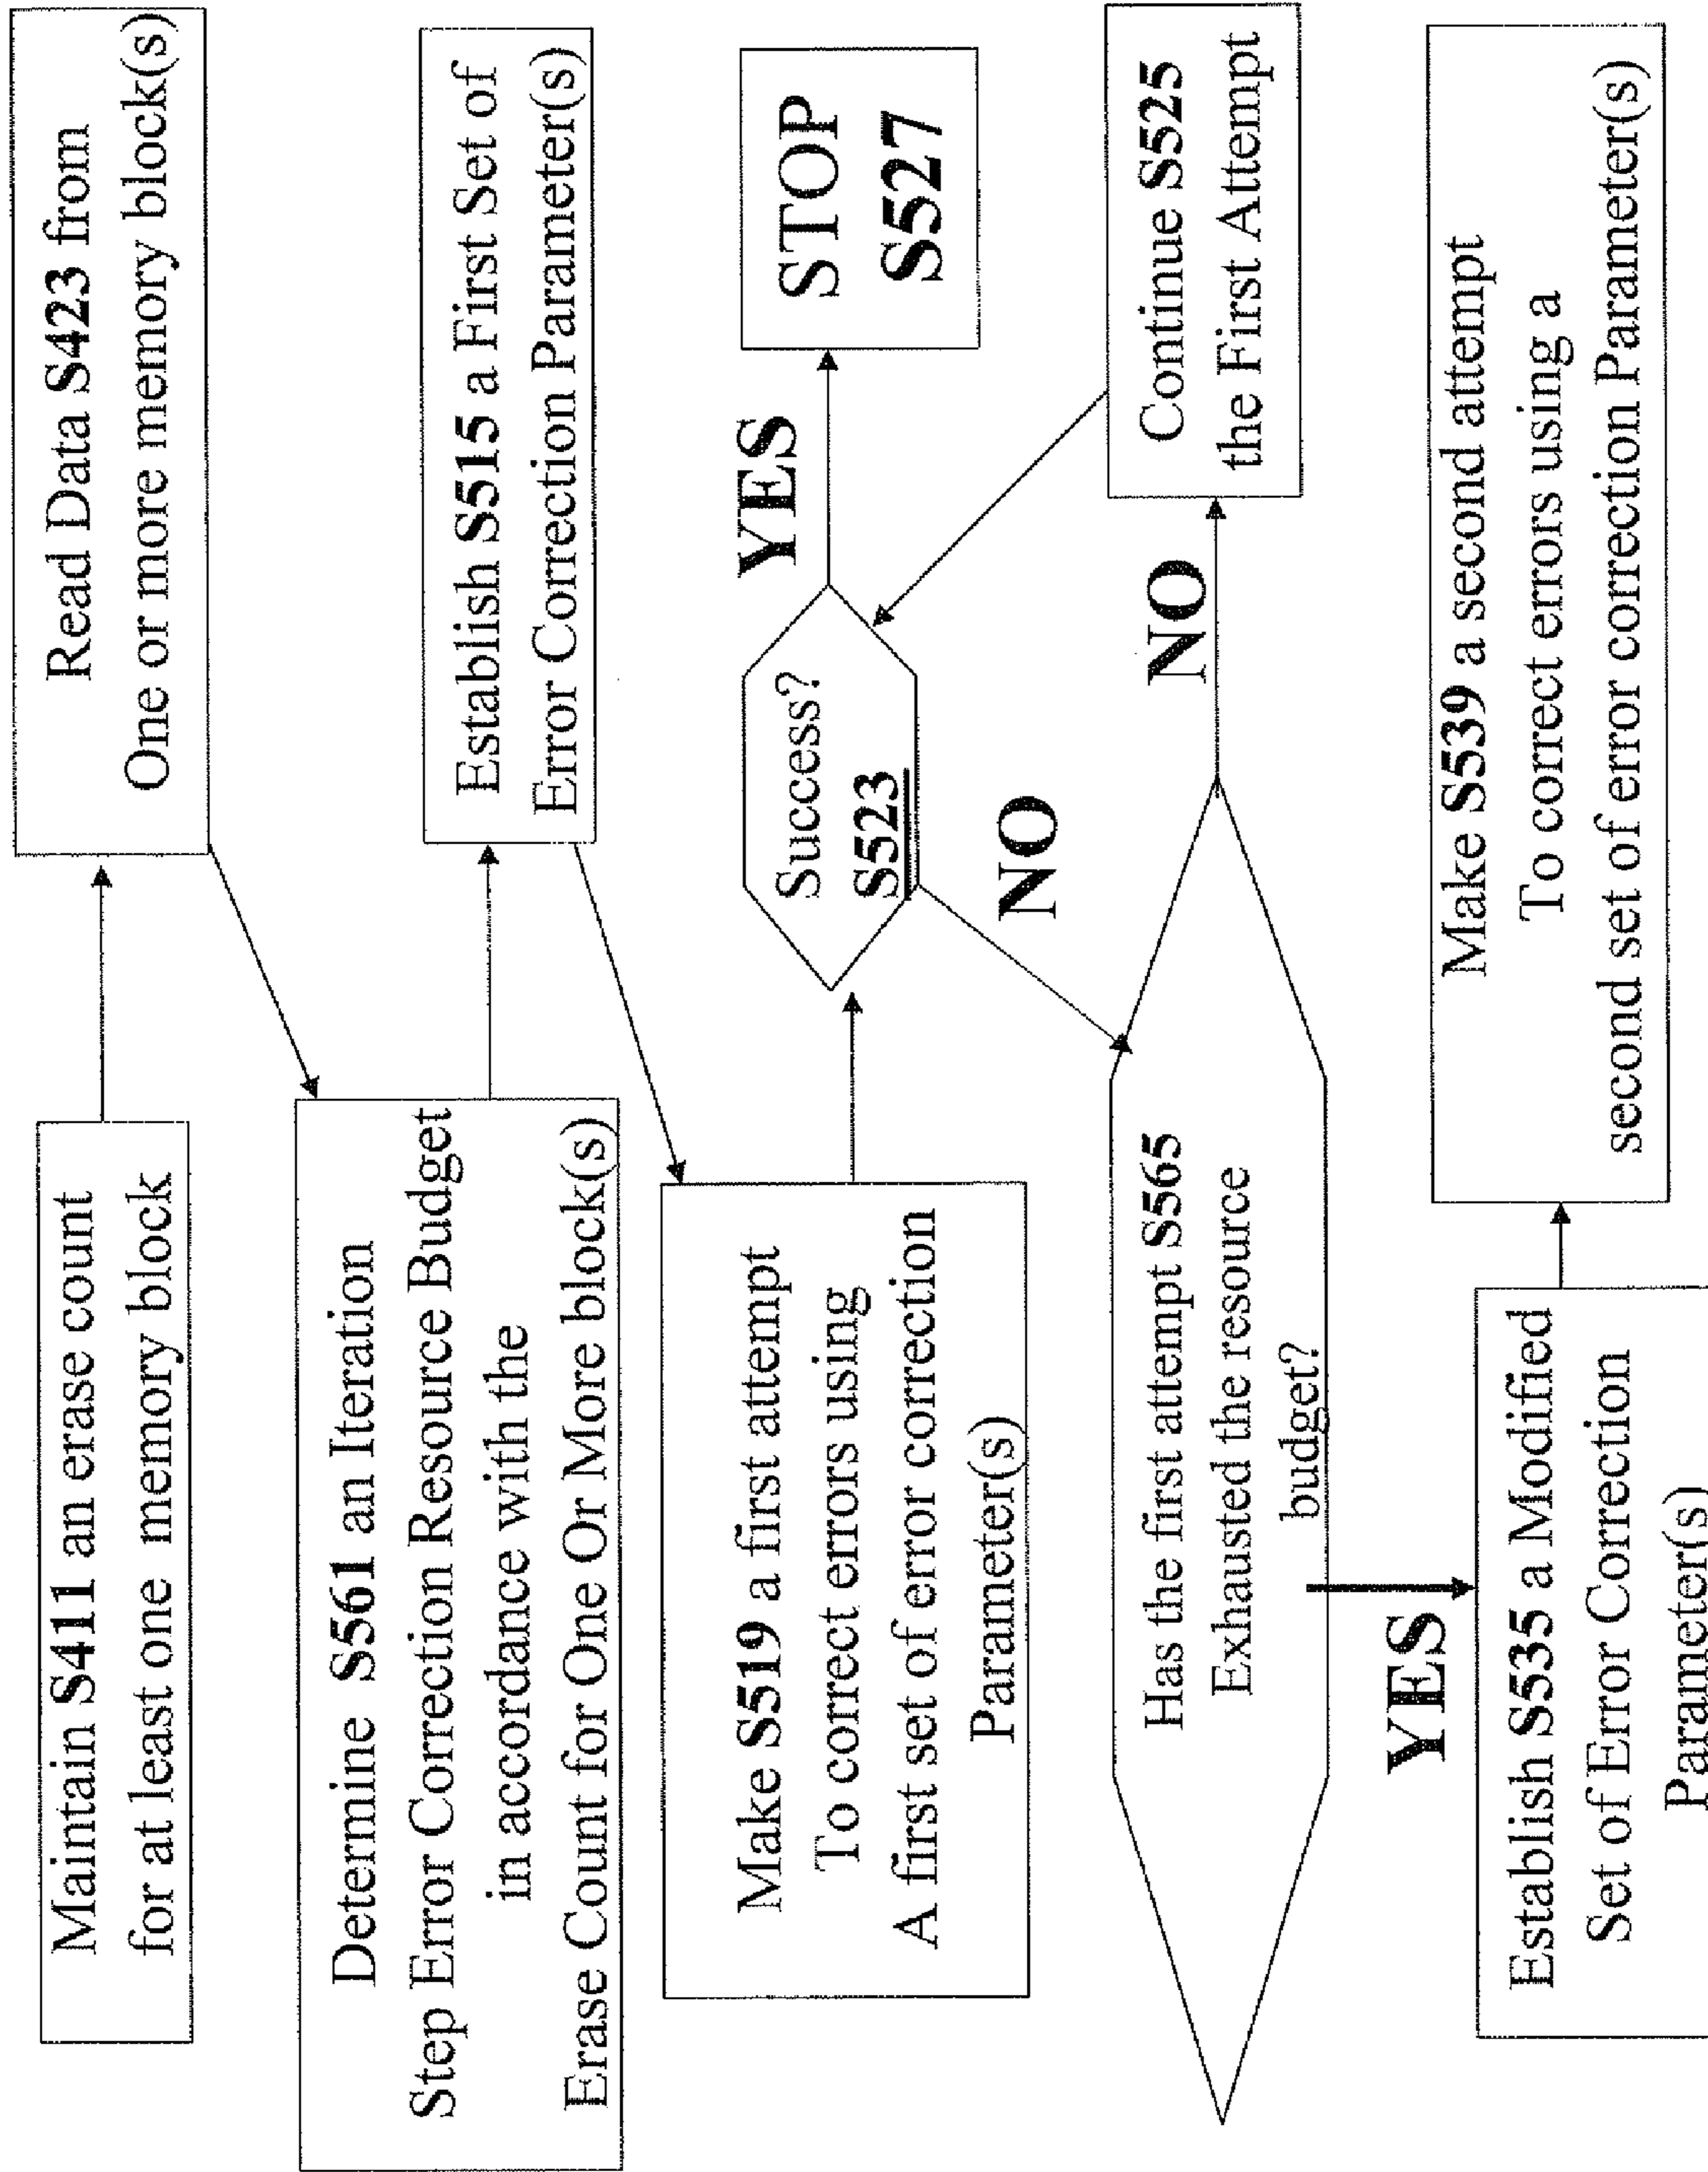 Maintain S411 an erase count
for at least one memory block
Read Data S423 from
One or more memory block(s)
Determine S561 an Iteration
Step Error Correction Resource Budget
in accordance with the
Erase Count for One Or More block(s)
Establish S515 a First Set of
Error Correction Parameter(s)
Make S519 a first attempt
To correct errors using
A first set of error correction
Parameter(s)
Success?
S523
YES
STOP
S527
NO
Has the first attempt S565
Exhausted the resource
budget?
NO
Continue S525
the First Attempt
YES
Establish S535 a Modified
Set of Error Correction
Parameter(s)
Make S539 a second attempt
To correct errors using a
second set of error correction Parameter(s)